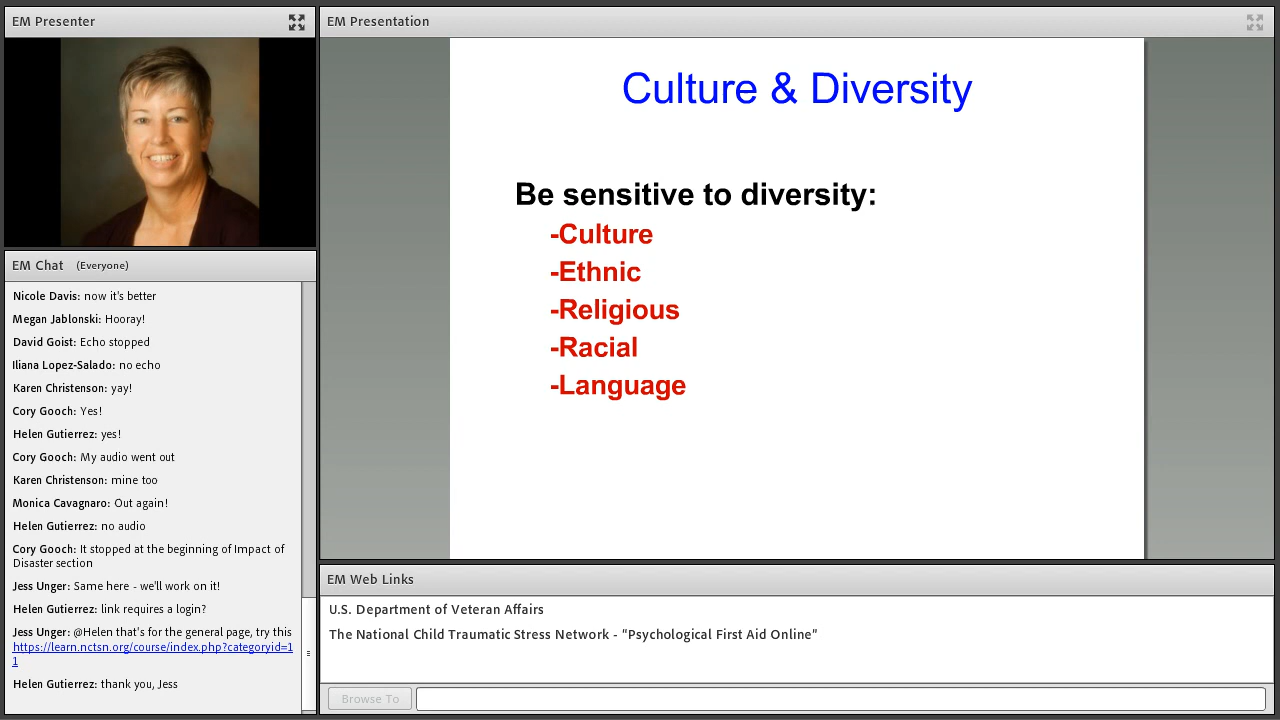 EM Presenter
EM Chat (Everyone)
Nicole Davis: now it's better
Megan Jablonski: Hooray!
David Goist: Echo stopped
Iliana Lopez-Salado: no echo
Karen Christenson: yay!
Cory Gooch: Yes!
Helen Gutierrez: yes!
Cory Gooch: My audio went out
Karen Christenson: mine too
Monica Cavagnaro: Out again!
Helen Gutierrez: no audio
Cory Gooch: It stopped at the beginning of Impact of
Disaster section
Jess Unger: Same here - we'll work on it!
Helen Gutierrez: link requires a login?
Jess Unger: @Helen that's for the general page, try this
https://learn.nctsn.org/course/index.php?categoryid=1
1
Helen Gutierrez: thank you, Jess
EM Presentation
Culture & Diversity
Be sensitive to diversity:
-Culture
-Ethnic
-Religious
-Racial
-Language
EM Web Links
U.S. Department of Veteran Affairs
The National Child Traumatic Stress Network - "Psychological First Aid Online"
Browse To